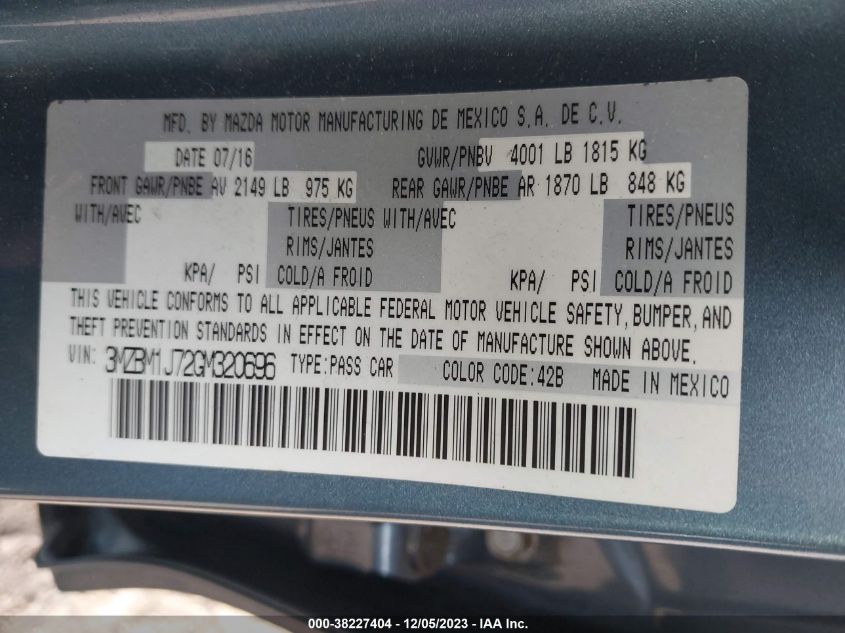 MFD. BY MAZDA MOTOR MANUFACTURING DE MEXICO S.A. DE C.V.
DATE 07/16 GVWR/PNBV 4001 LB 1815 KG
FRONT GAWR/PNBE AV 2149 LB 975 KG REAR GAWR/PNBE AR 1870 LB 848 KG
WITH/AVEC TIRES/PNEUS WITH/AVEC TIRES/PNEUS
RIMS/JANTES RIMS/JANTES
KPA/ PSI COLD/A FROID KPA/ PSI COLD/A FROID
THIS VEHICLE CONFORMS TO ALL APPLICABLE FEDERAL MOTOR VEHICLE SAFETY, BUMPER, AND
THEFT PREVENTION STANDARDS IN EFFECT ON THE DATE OF MANUFACTURE SHOWN ABOVE.
VIN: 3MZBM1J72GM320696 TYPE:PASS CAR COLOR CODE:42B MADE IN MEXICO
000-38227404 - 12/05/2023 - IAA Inc.